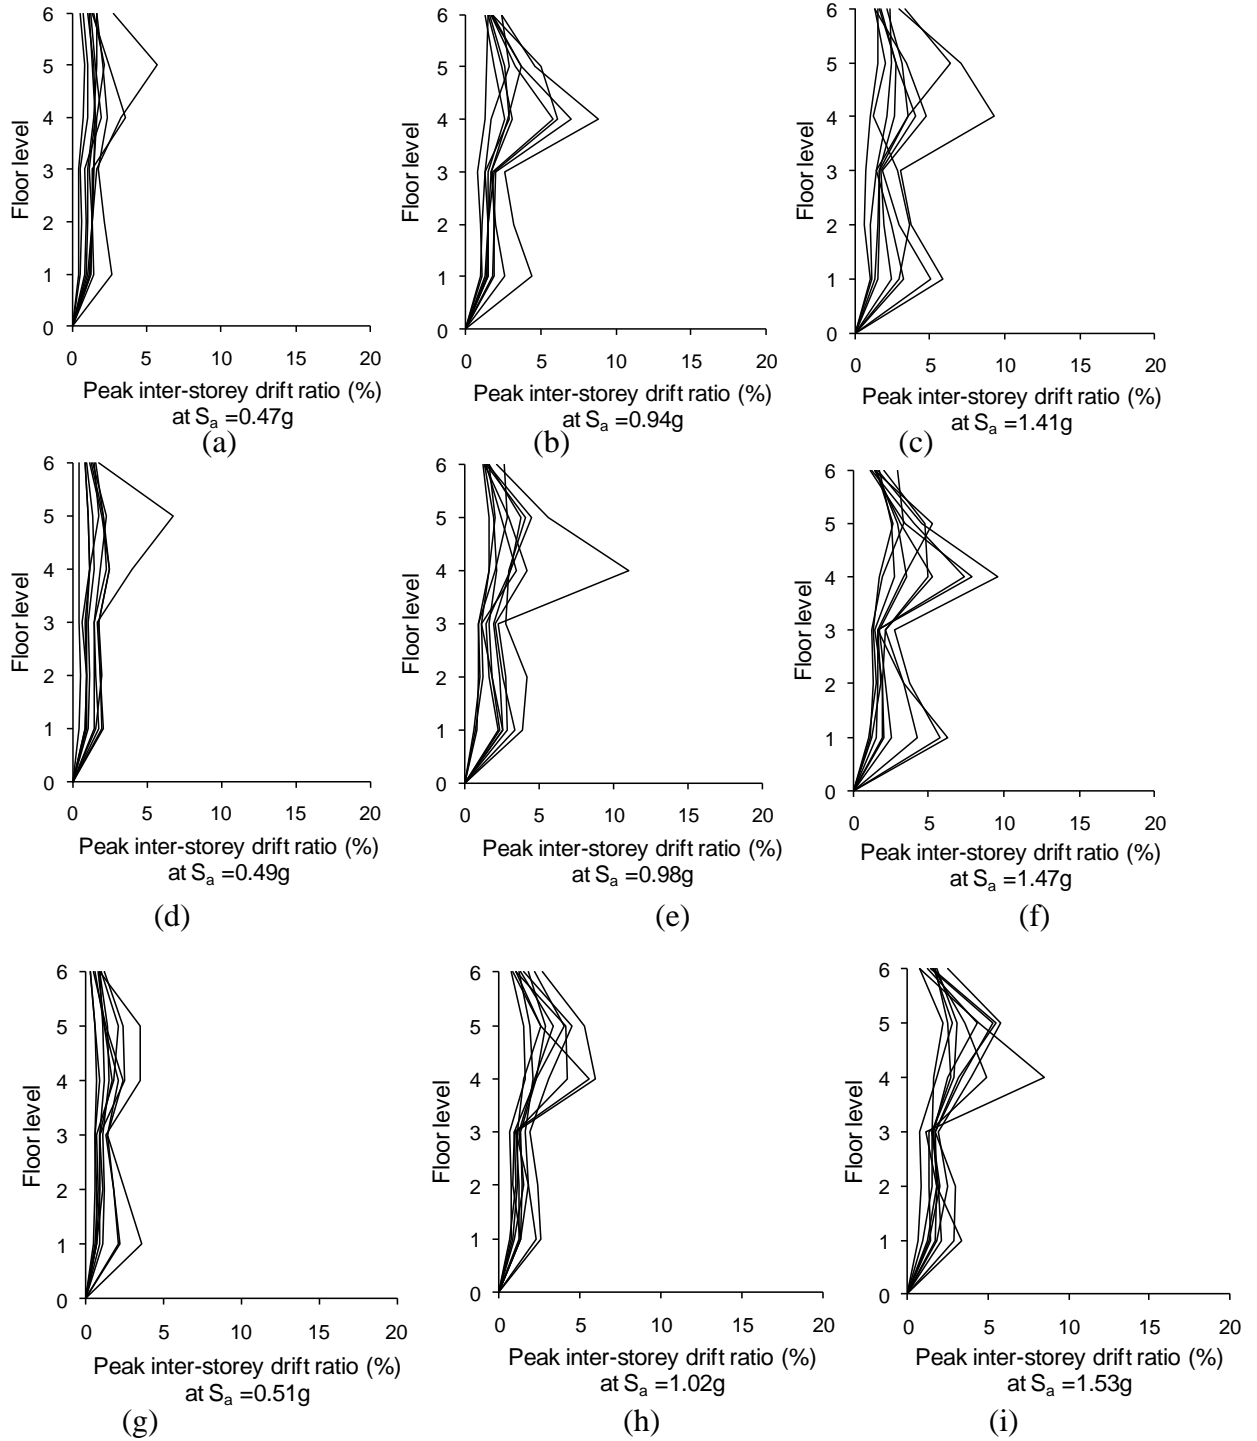 6
5
4
3
2
1
0
Floor level
0 5 10 15 20
Peak inter-storey drift ratio (%)
at Sₐ =0.47g
(a)
6
5
4
3
2
1
0
Floor level
0 5 10 15 20
Peak inter-storey drift ratio (%)
at Sₐ =0.94g
(b)
6
5
4
3
2
1
0
Floor level
0 5 10 15 20
Peak inter-storey drift ratio (%)
at Sₐ =1.41g
(c)
6
5
4
3
2
1
0
Floor level
0 5 10 15 20
Peak inter-storey drift ratio (%)
at Sₐ =0.49g
(d)
6
5
4
3
2
1
0
Floor level
0 5 10 15 20
Peak inter-storey drift ratio (%)
at Sₐ =0.98g
(e)
6
5
4
3
2
1
0
Floor level
0 5 10 15 20
Peak inter-storey drift ratio (%)
at Sₐ =1.47g
(f)
6
5
4
3
2
1
0
Floor level
0 5 10 15 20
Peak inter-storey drift ratio (%)
at Sₐ =0.51g
(g)
6
5
4
3
2
1
0
Floor level
0 5 10 15 20
Peak inter-storey drift ratio (%)
at Sₐ =1.02g
(h)
6
5
4
3
2
1
0
Floor level
0 5 10 15 20
Peak inter-storey drift ratio (%)
at Sₐ =1.53g
(i)